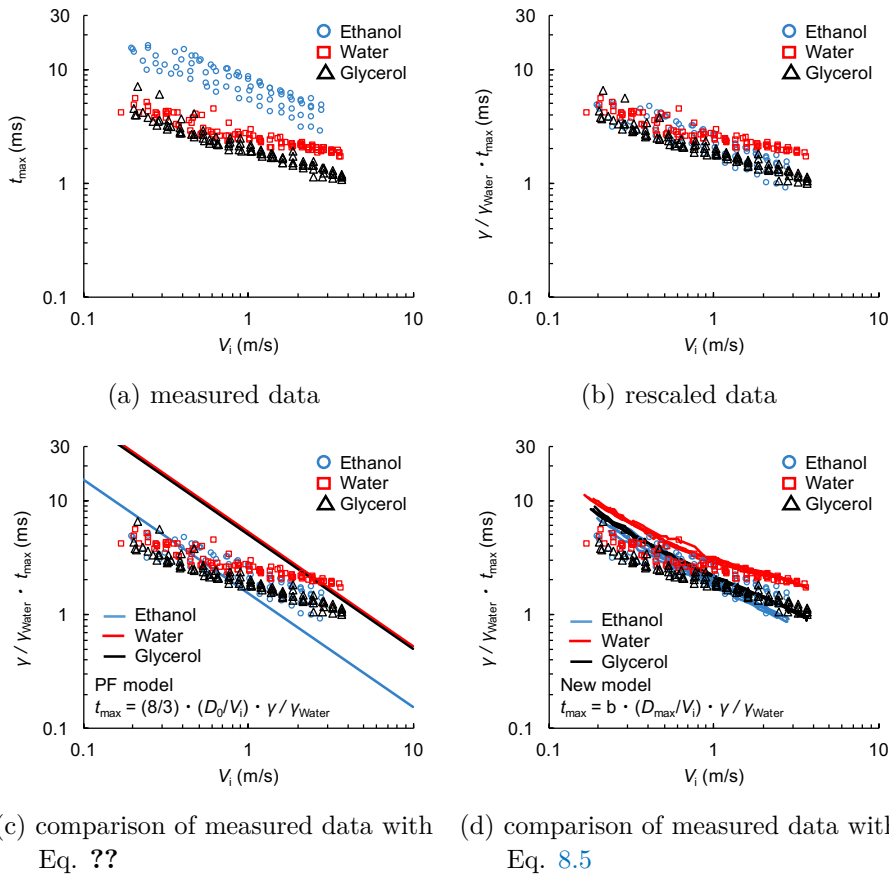 30
10
1
0.1
t_max (ms)
Ethanol
Water
Glycerol
0.1
1
10
V_i (m/s)
(a) measured data
30
10
1
0.1
γ / γ_Water · t_max (ms)
Ethanol
Water
Glycerol
0.1
1
10
V_i (m/s)
(b) rescaled data
30
10
1
0.1
γ / γ_Water · t_max (ms)
Ethanol
Water
Glycerol
Ethanol
Water
Glycerol
PF model
t_max = (8/3) · (D_0/V_i) · γ / γ_Water
0.1
1
10
V_i (m/s)
(c) comparison of measured data with
Eq. ??
30
10
1
0.1
γ / γ_Water · t_max (ms)
Ethanol
Water
Glycerol
Ethanol
Water
Glycerol
New model
t_max = b · (D_max/V_i) · γ / γ_Water
0.1
1
10
V_i (m/s)
(d) comparison of measured data with
Eq. 8.5